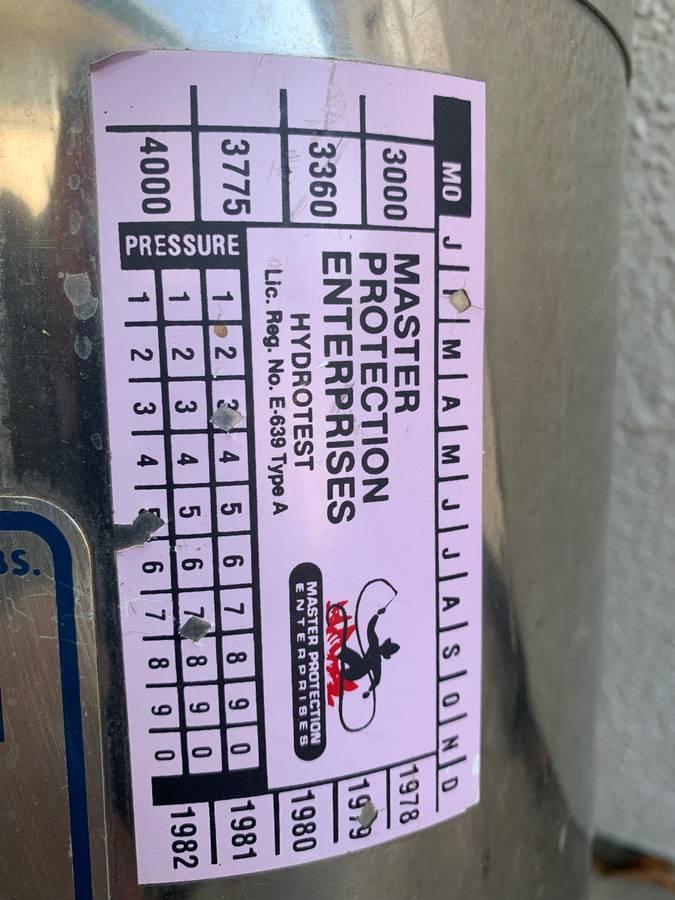 MO J F M A M J J A S O N D
3000
3360
3775
4000
MASTER
PROTECTION
ENTERPRISES
HYDROTEST
Lic. Reg. No. E-639 Type A
MASTER PROTECTION
ENTERPRISES
1978
1979
1980
1981
1982
PRESSURE
1 2 3 4 5 6 7 8 9 0
1 2 3 4 5 6 7 8 9 0
1 2 3 4 5 6 7 8 9 0
BS.